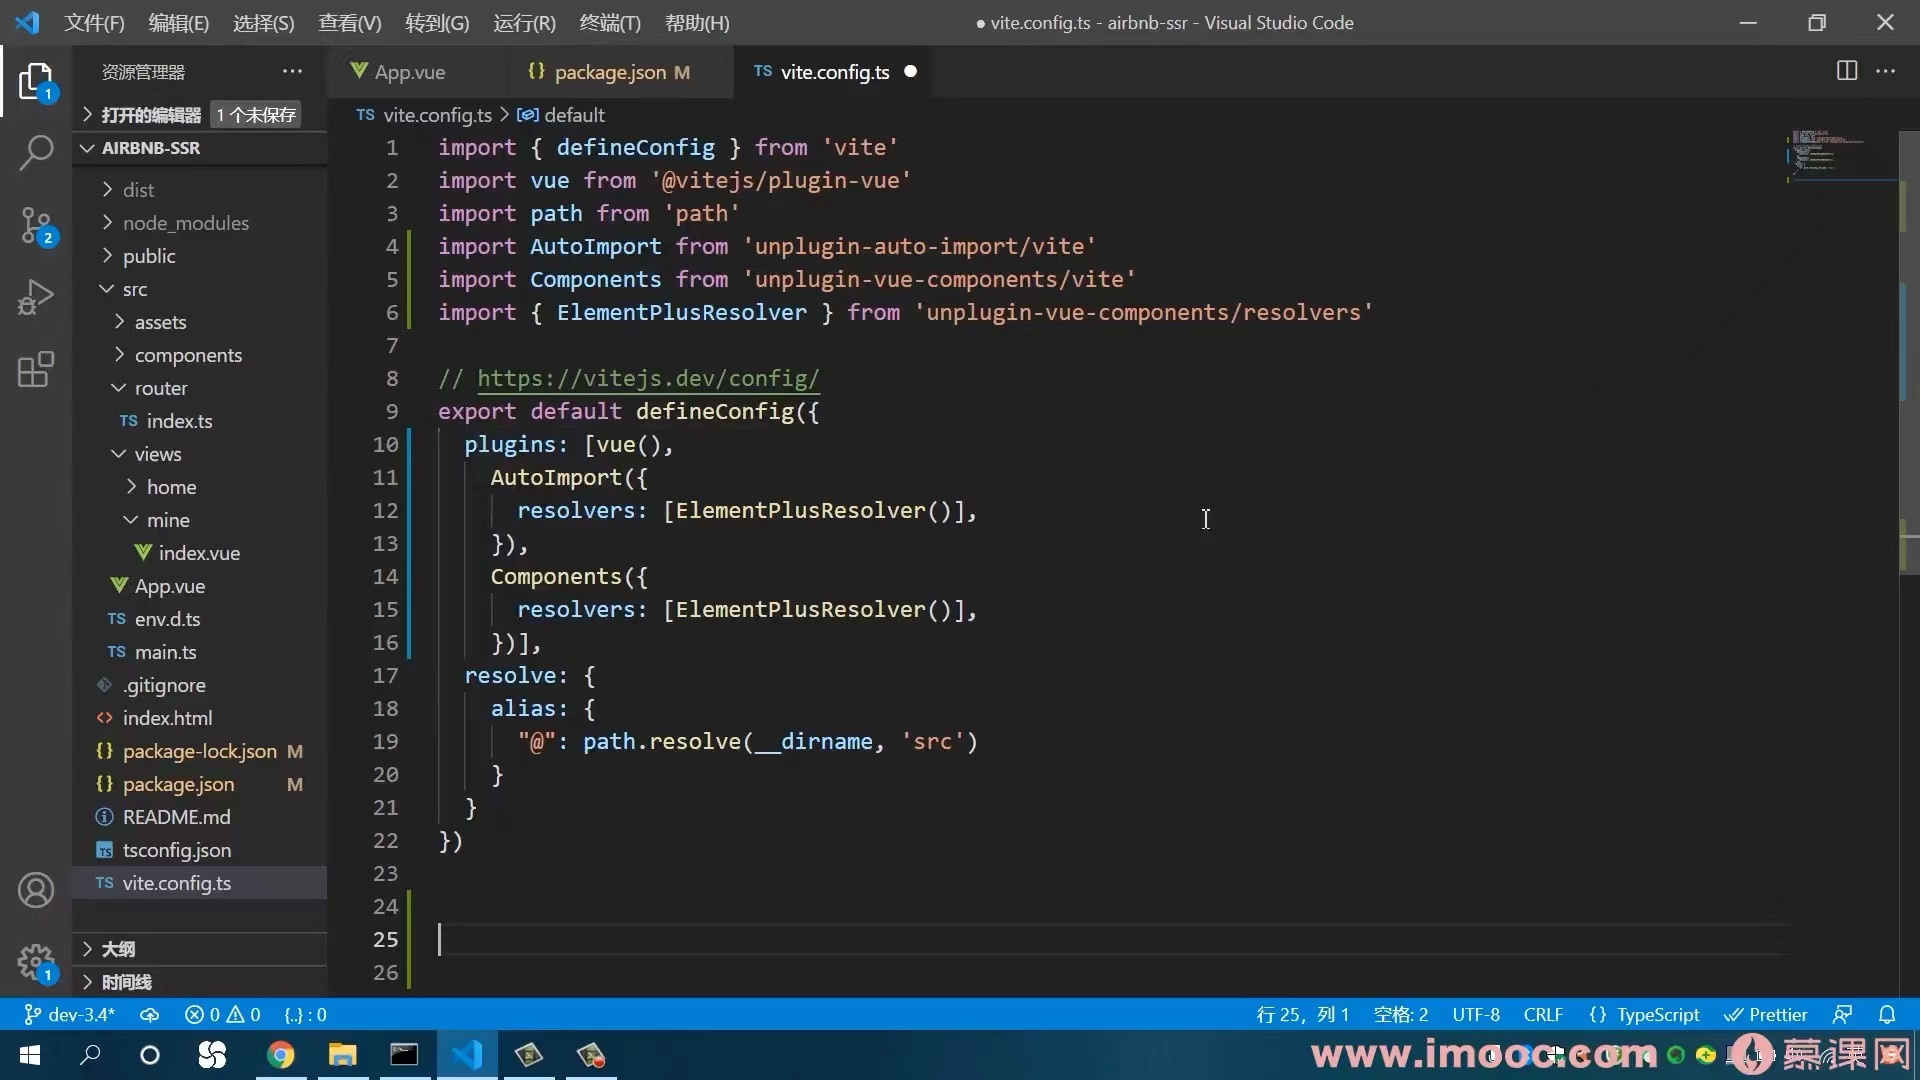 文件(F) 编辑(E) 选择(S) 查看(V) 转到(G) 运行(R) 终端(T) 帮助(H)
● vite.config.ts - airbnb-ssr - Visual Studio Code
资源管理器 ···
1
打开的编辑器 1 个未保存
AIRBNB-SSR
dist
node_modules
2
public
src
assets
components
router
TS index.ts
views
home
mine
index.vue
App.vue
TS env.d.ts
TS main.ts
.gitignore
<> index.html
{} package-lock.json M
{} package.json M
README.md
TS tsconfig.json
TS vite.config.ts
大纲
1
时间线
App.vue
{} package.json M
TS vite.config.ts ●
TS vite.config.ts > default
1 import { defineConfig } from 'vite'
2 import vue from '@vitejs/plugin-vue'
3 import path from 'path'
4 import AutoImport from 'unplugin-auto-import/vite'
5 import Components from 'unplugin-vue-components/vite'
6 import { ElementPlusResolver } from 'unplugin-vue-components/resolvers'
7
8 // https://vitejs.dev/config/
9 export default defineConfig({
10 plugins: [vue(),
11 AutoImport({
12 resolvers: [ElementPlusResolver()],
13 }),
14 Components({
15 resolvers: [ElementPlusResolver()],
16 })],
17 resolve: {
18 alias: {
19 "@": path.resolve(__dirname, 'src')
20 }
21 }
22 })
23
24
25
26
dev-3.4* 0 0 {..} : 0
行 25，列 1 空格: 2 UTF-8 CRLF {} TypeScript Prettier
www.imooc.com 慕课网